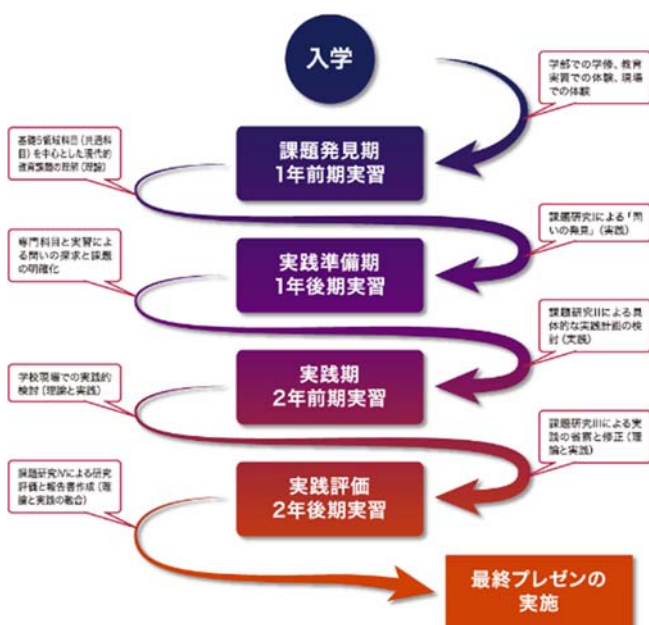 入学
学部での学修、教育
実習での体験、現場
での体験
課題発見期
1年前期実習
基礎5領域科目(共通科
目)を中心とした現代的
教育課題の理解(理論)
課題研究Iによる「問
いの発見」(実践)
実践準備期
1年後期実習
専門科目と実習によ
る問いの探求と課題
の明確化
課題研究IIによる具
体的な実践計画の検
討(実践)
実践期
2年前期実習
学校現場での実践的
検討(理論と実践)
課題研究IIIによる実
践の省察と修正(理
論と実践)
実践評価
2年後期実習
課題研究IVによる研究
評価と報告書作成(理
論と実践の融合)
最終プレゼンの
実施